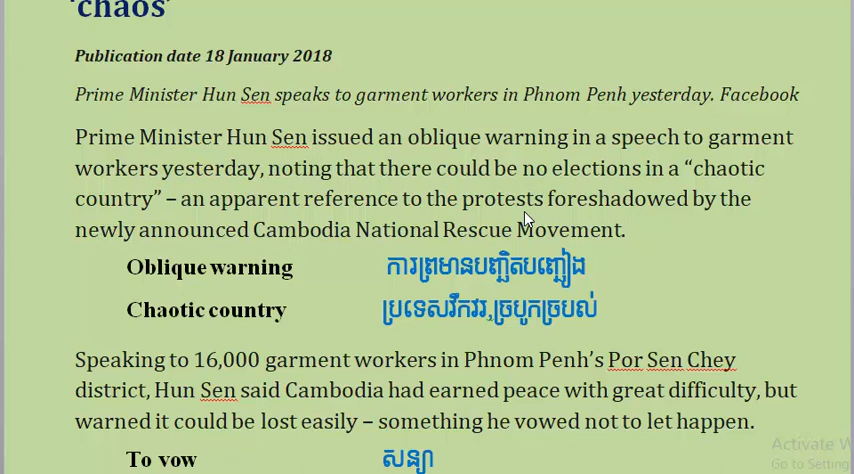 ‘chaos’
Publication date 18 January 2018
Prime Minister Hun Sen speaks to garment workers in Phnom Penh yesterday. Facebook
Prime Minister Hun Sen issued an oblique warning in a speech to garment
workers yesterday, noting that there could be no elections in a “chaotic
country” – an apparent reference to the protests foreshadowed by the
newly announced Cambodia National Rescue Movement.
Oblique warning ការព្រមានបញ្ឆិតបញ្ឆៀង
Chaotic country ប្រទេសវឹកវរ,ច្របូកច្របល់
Speaking to 16,000 garment workers in Phnom Penh’s Por Sen Chey
district, Hun Sen said Cambodia had earned peace with great difficulty, but
warned it could be lost easily – something he vowed not to let happen.
To vow សន្យា
Activate W
Go to Setting